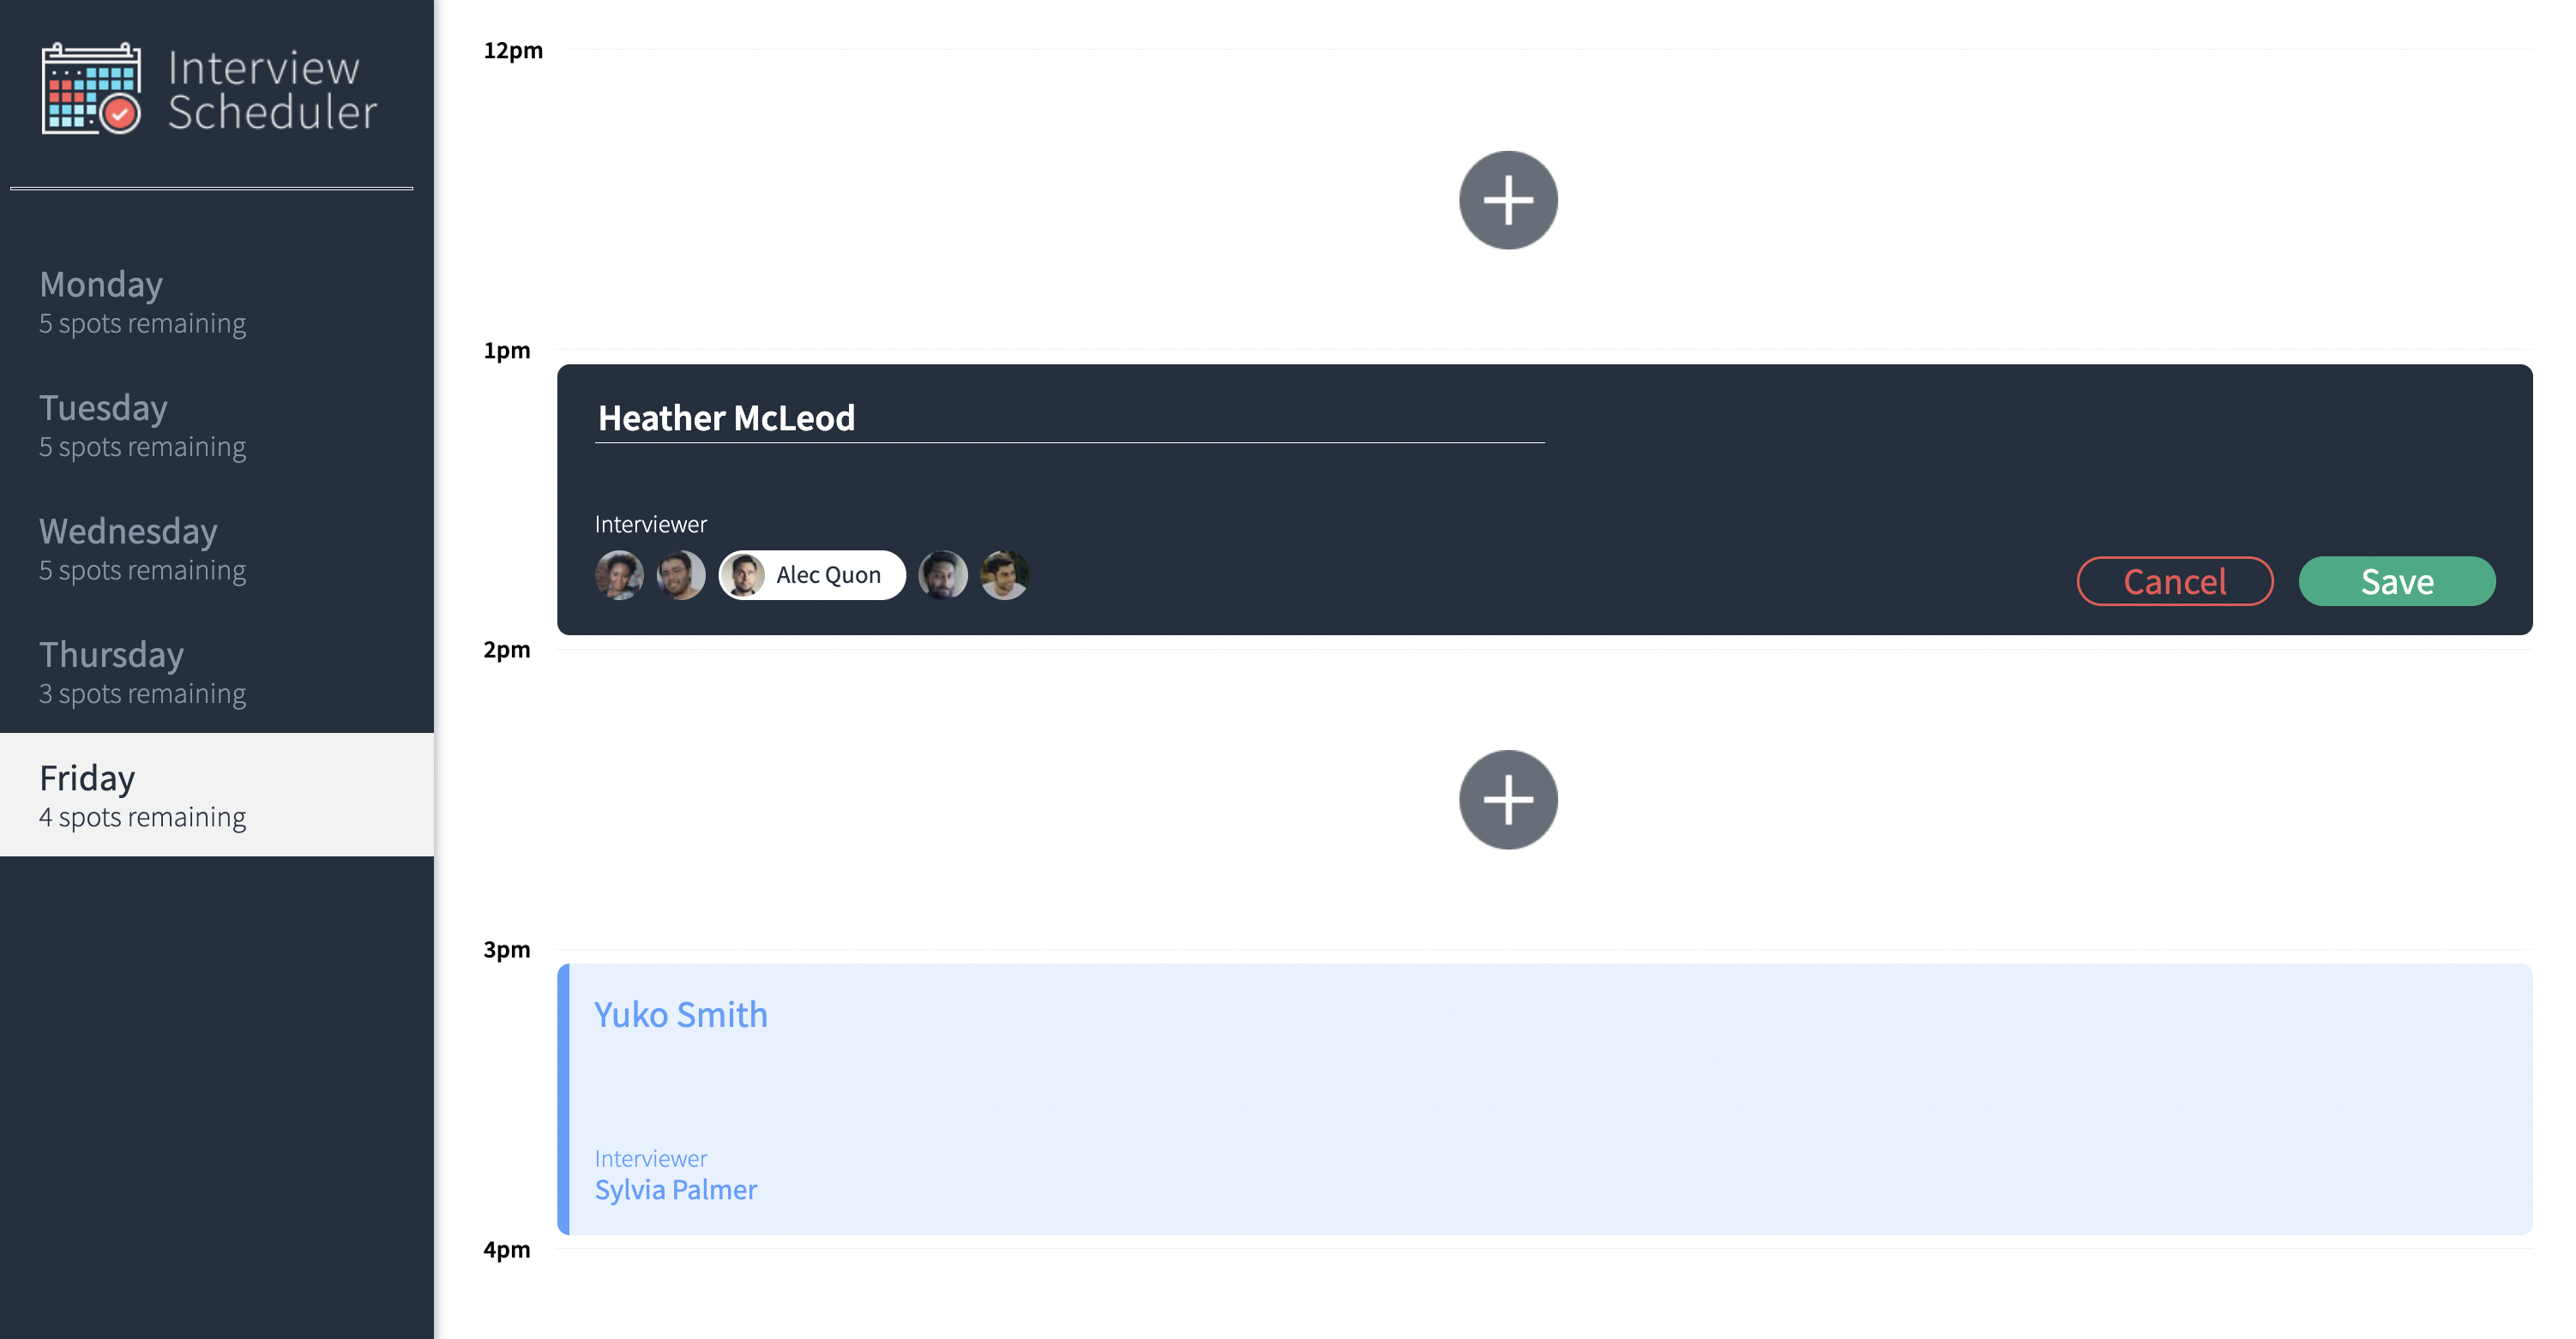 Interview
Scheduler
Monday
5 spots remaining
Tuesday
5 spots remaining
Wednesday
5 spots remaining
Thursday
3 spots remaining
Friday
4 spots remaining
12pm
1pm
Heather McLeod
Interviewer
Alec Quon
Cancel
Save
2pm
3pm
Yuko Smith
Interviewer
Sylvia Palmer
4pm